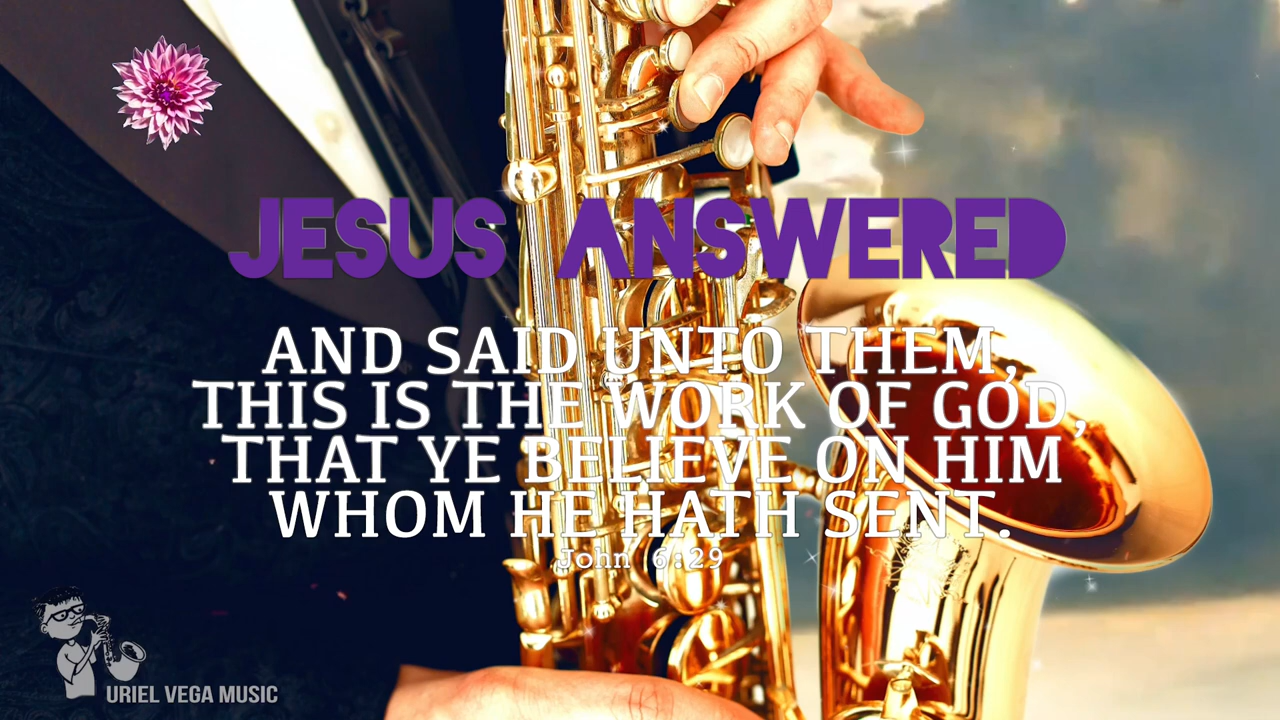 JESUS ANSWERED
AND SAID UNTO THEM,
THIS IS THE WORK OF GOD,
THAT YE BELIEVE ON HIM
WHOM HE HATH SENT.
John 6:29
URIEL VEGA MUSIC